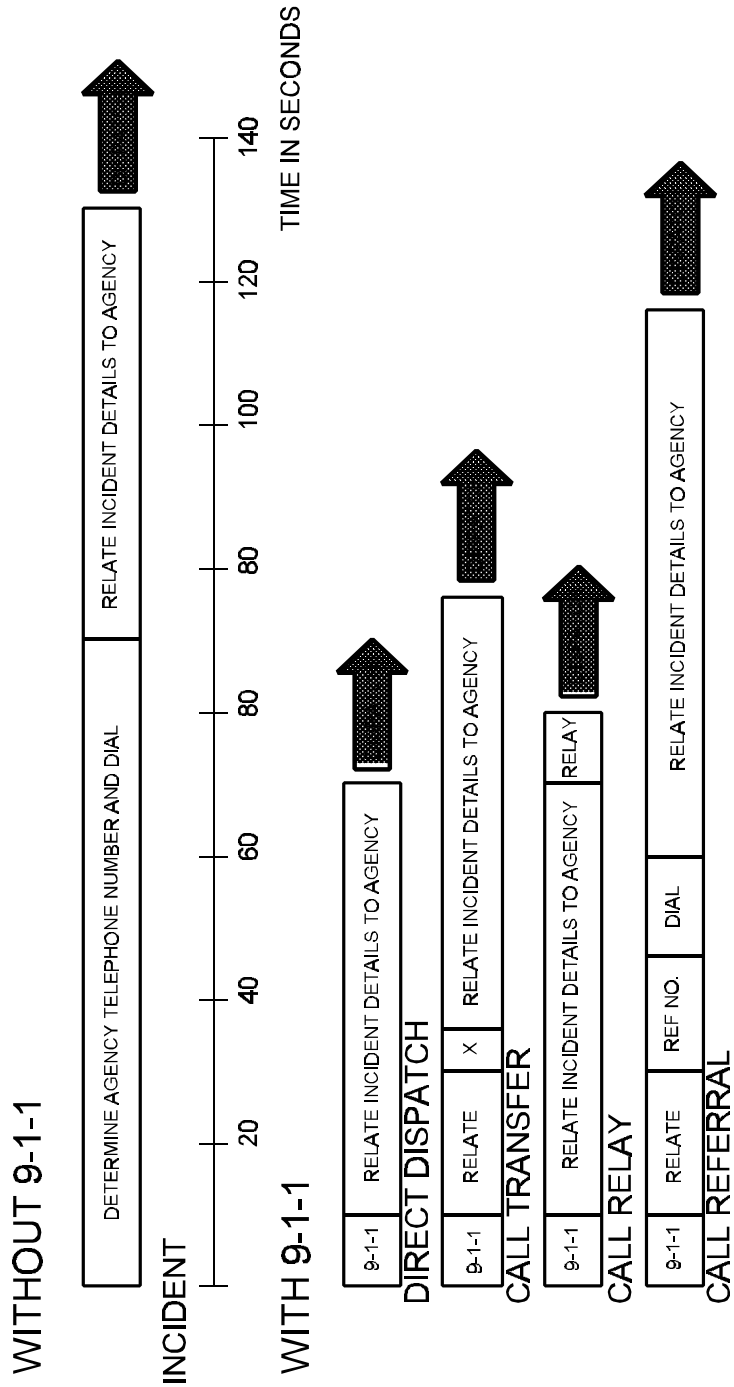 WITHOUT 9-1-1
DETERMINE AGENCY TELEPHONE NUMBER AND DIAL
RELATE INCIDENT DETAILS TO AGENCY
INCIDENT
20
40
60
80
80
100
120
140
TIME IN SECONDS
WITH 9-1-1
9-1-1
RELATE INCIDENT DETAILS TO AGENCY
DIRECT DISPATCH
9-1-1
RELATE
X
RELATE INCIDENT DETAILS TO AGENCY
CALL TRANSFER
9-1-1
RELATE INCIDENT DETAILS TO AGENCY
RELAY
CALL RELAY
9-1-1
RELATE
REF NO.
DIAL
RELATE INCIDENT DETAILS TO AGENCY
CALL REFERRAL